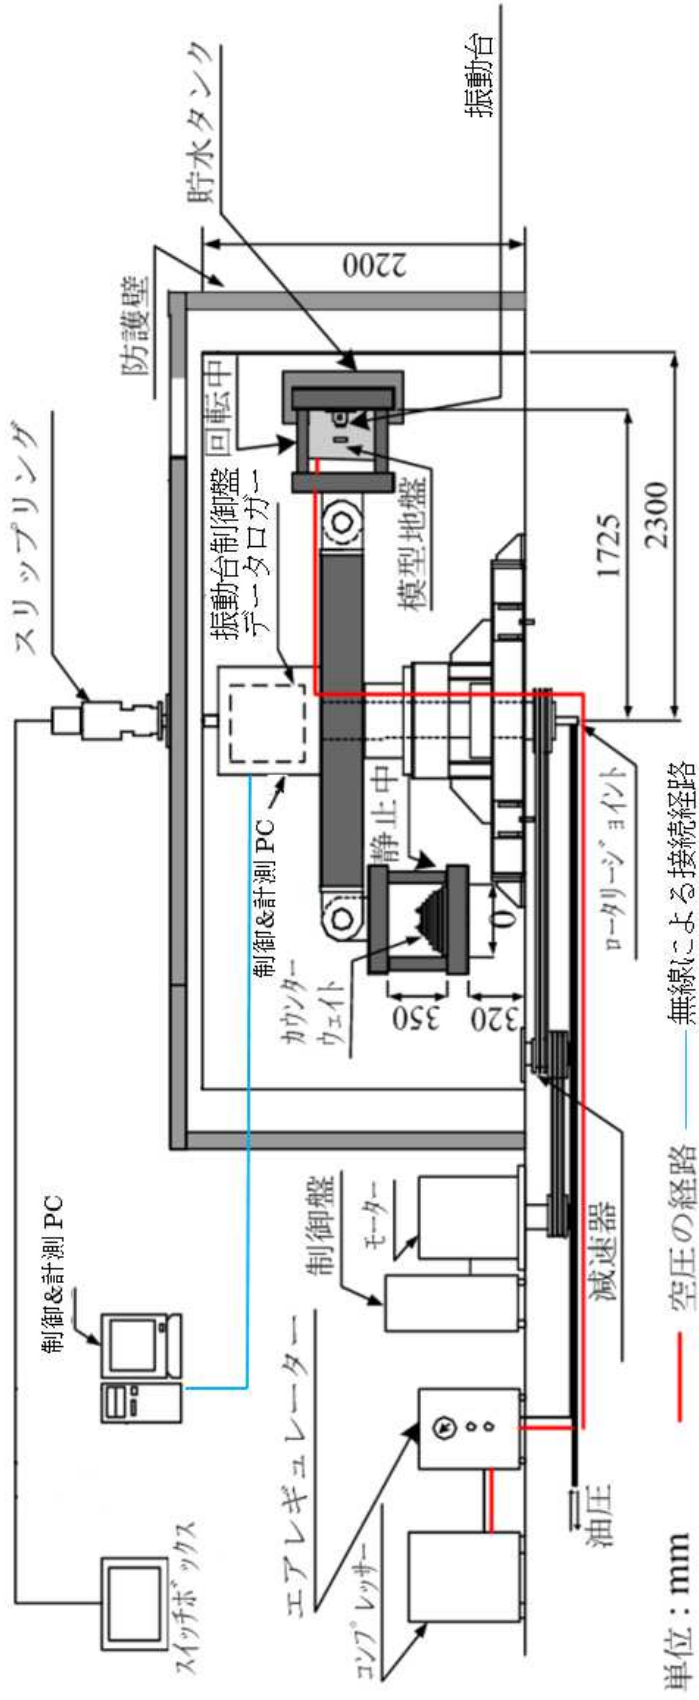 スリップリング
貯水タンク
振動台
防護壁
2200
回転中
振動台制御盤
データロガー
模型地盤
制御&計測 PC
静止中
カウンター
ウェイト
350
320
0
1725
2300
ロータリージョイント
制御&計測 PC
スイッチボックス
制御盤
モーター
エアレギュレーター
コンプレッサー
減速器
油圧
単位：mm
空圧の経路
無線による接続経路